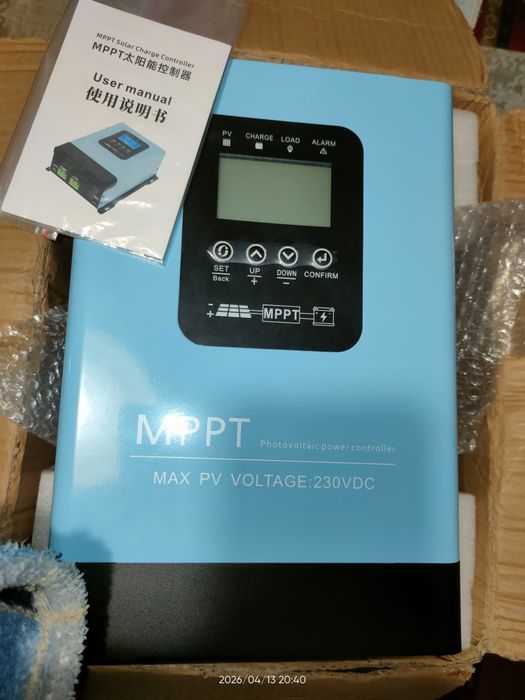 MPPT Solar Charge Controller
MPPT太阳能控制器
User manual
使用说明书
PV CHARGE LOAD ALARM
SET UP DOWN CONFIRM
Back + −
− +
MPPT
MPPT Photovoltaic power controller
MAX PV VOLTAGE:230VDC
2026/04/13 20:40